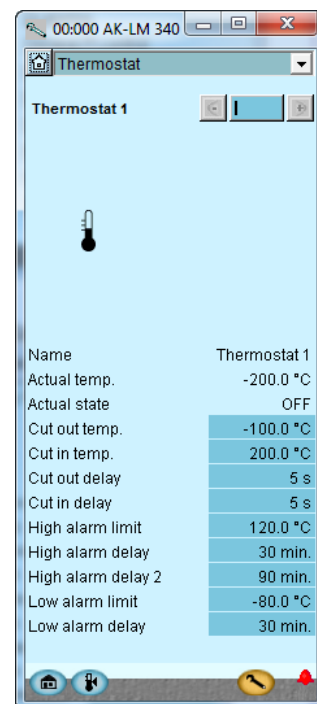 00:000 AK-LM 340
Thermostat
Thermostat 1
Name Thermostat 1
Actual temp. -200.0 °C
Actual state OFF
Cut out temp. -100.0 °C
Cut in temp. 200.0 °C
Cut out delay 5 s
Cut in delay 5 s
High alarm limit 120.0 °C
High alarm delay 30 min.
High alarm delay 2 90 min.
Low alarm limit -80.0 °C
Low alarm delay 30 min.